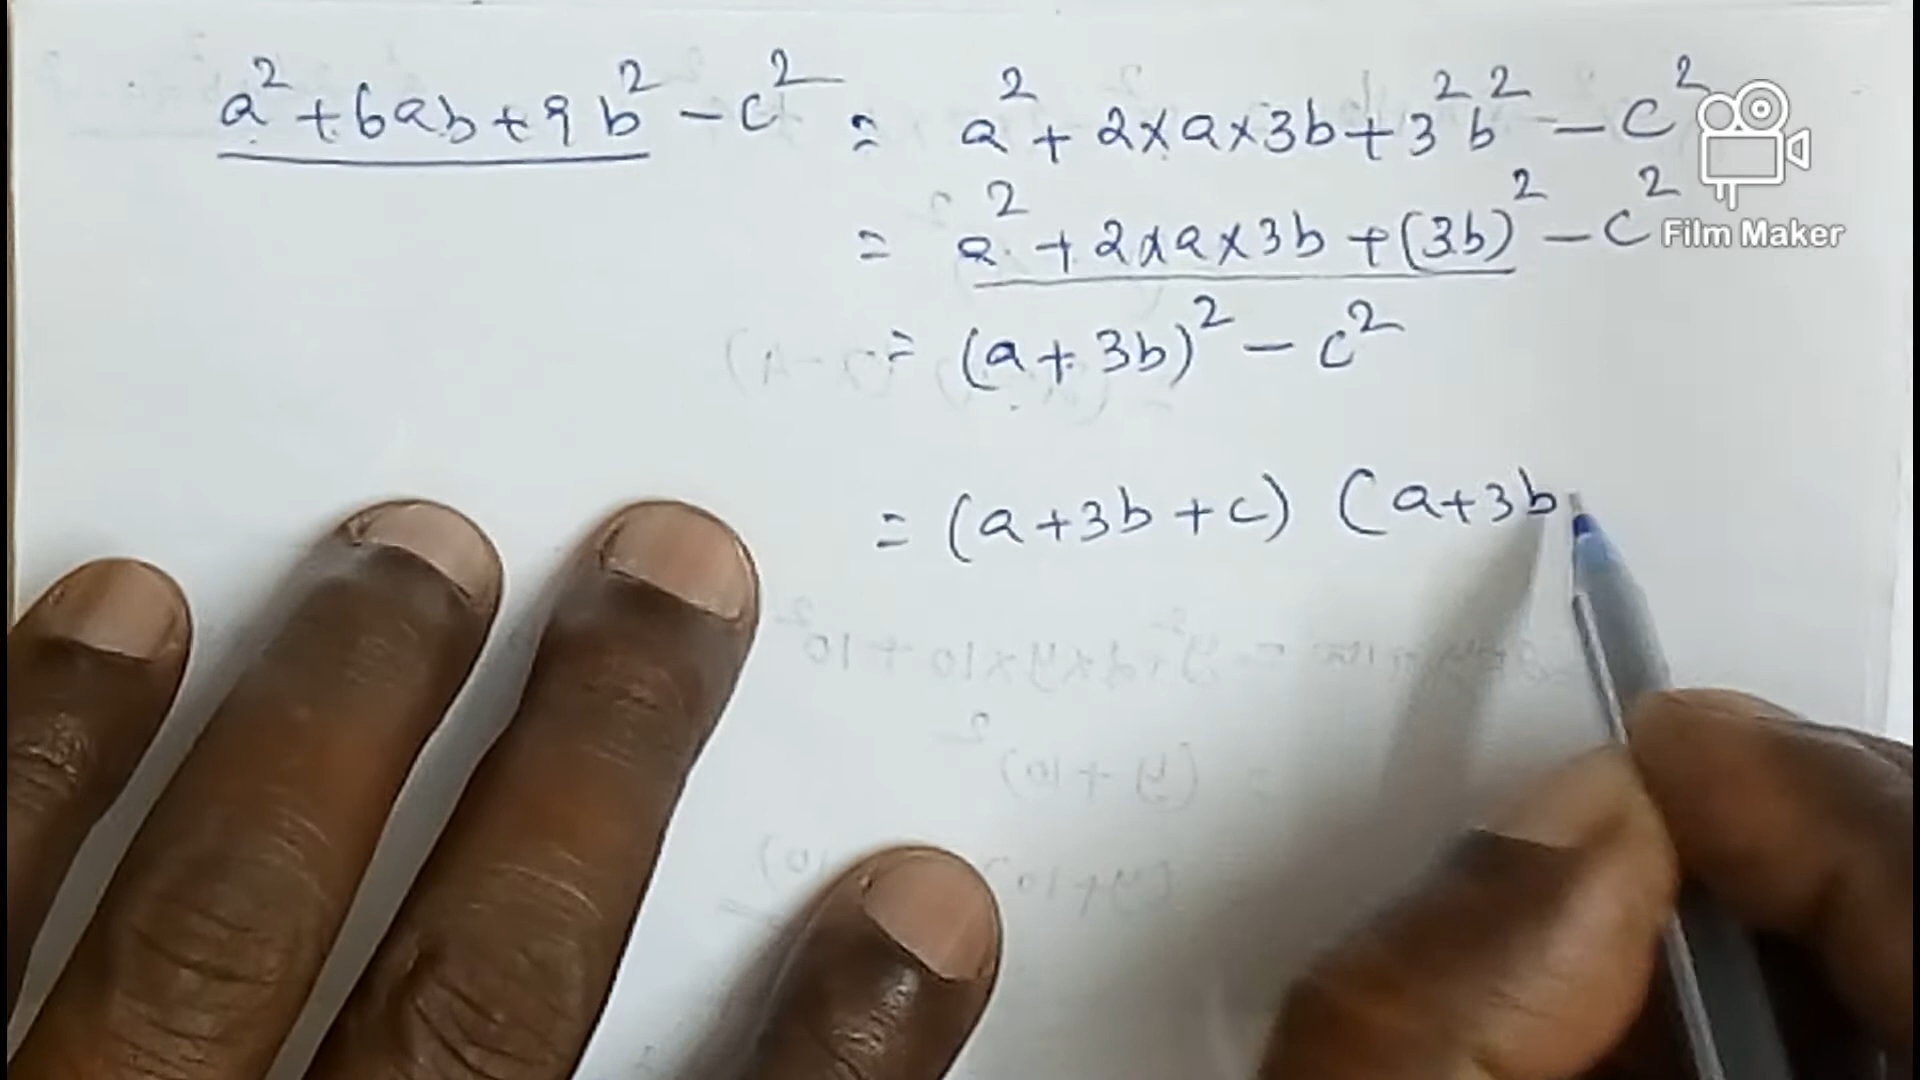 a² + 6ab + 9b² - c² = a² + 2×a×3b + 3²b² - c²
= a² + 2×a×3b + (3b)² - c²
Film Maker
= (a + 3b)² - c²
= (a + 3b + c) (a + 3b